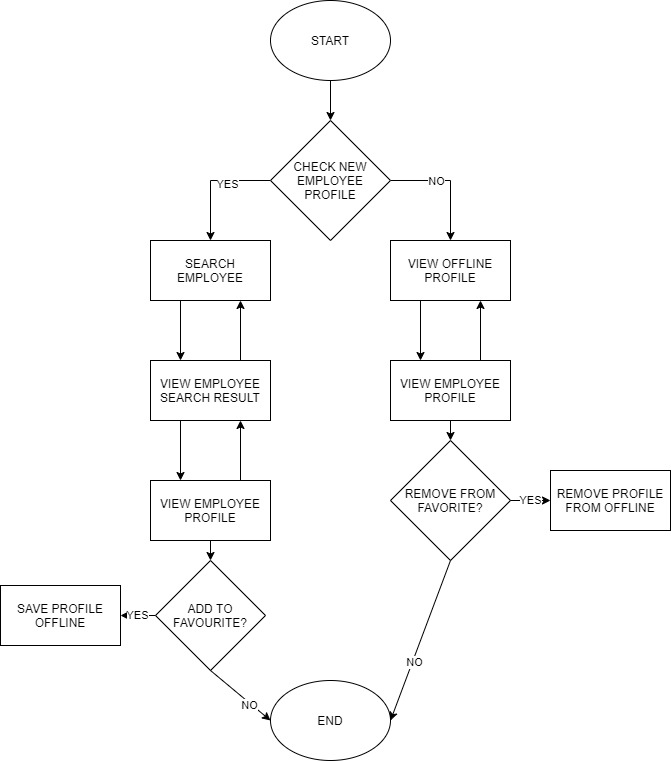 START
CHECK NEW
EMPLOYEE
PROFILE
YES
NO
SEARCH
EMPLOYEE
VIEW OFFLINE
PROFILE
VIEW EMPLOYEE
SEARCH RESULT
VIEW EMPLOYEE
PROFILE
VIEW EMPLOYEE
PROFILE
REMOVE FROM
FAVORITE?
YES
REMOVE PROFILE
FROM OFFLINE
SAVE PROFILE
OFFLINE
YES
ADD TO
FAVOURITE?
NO
NO
END